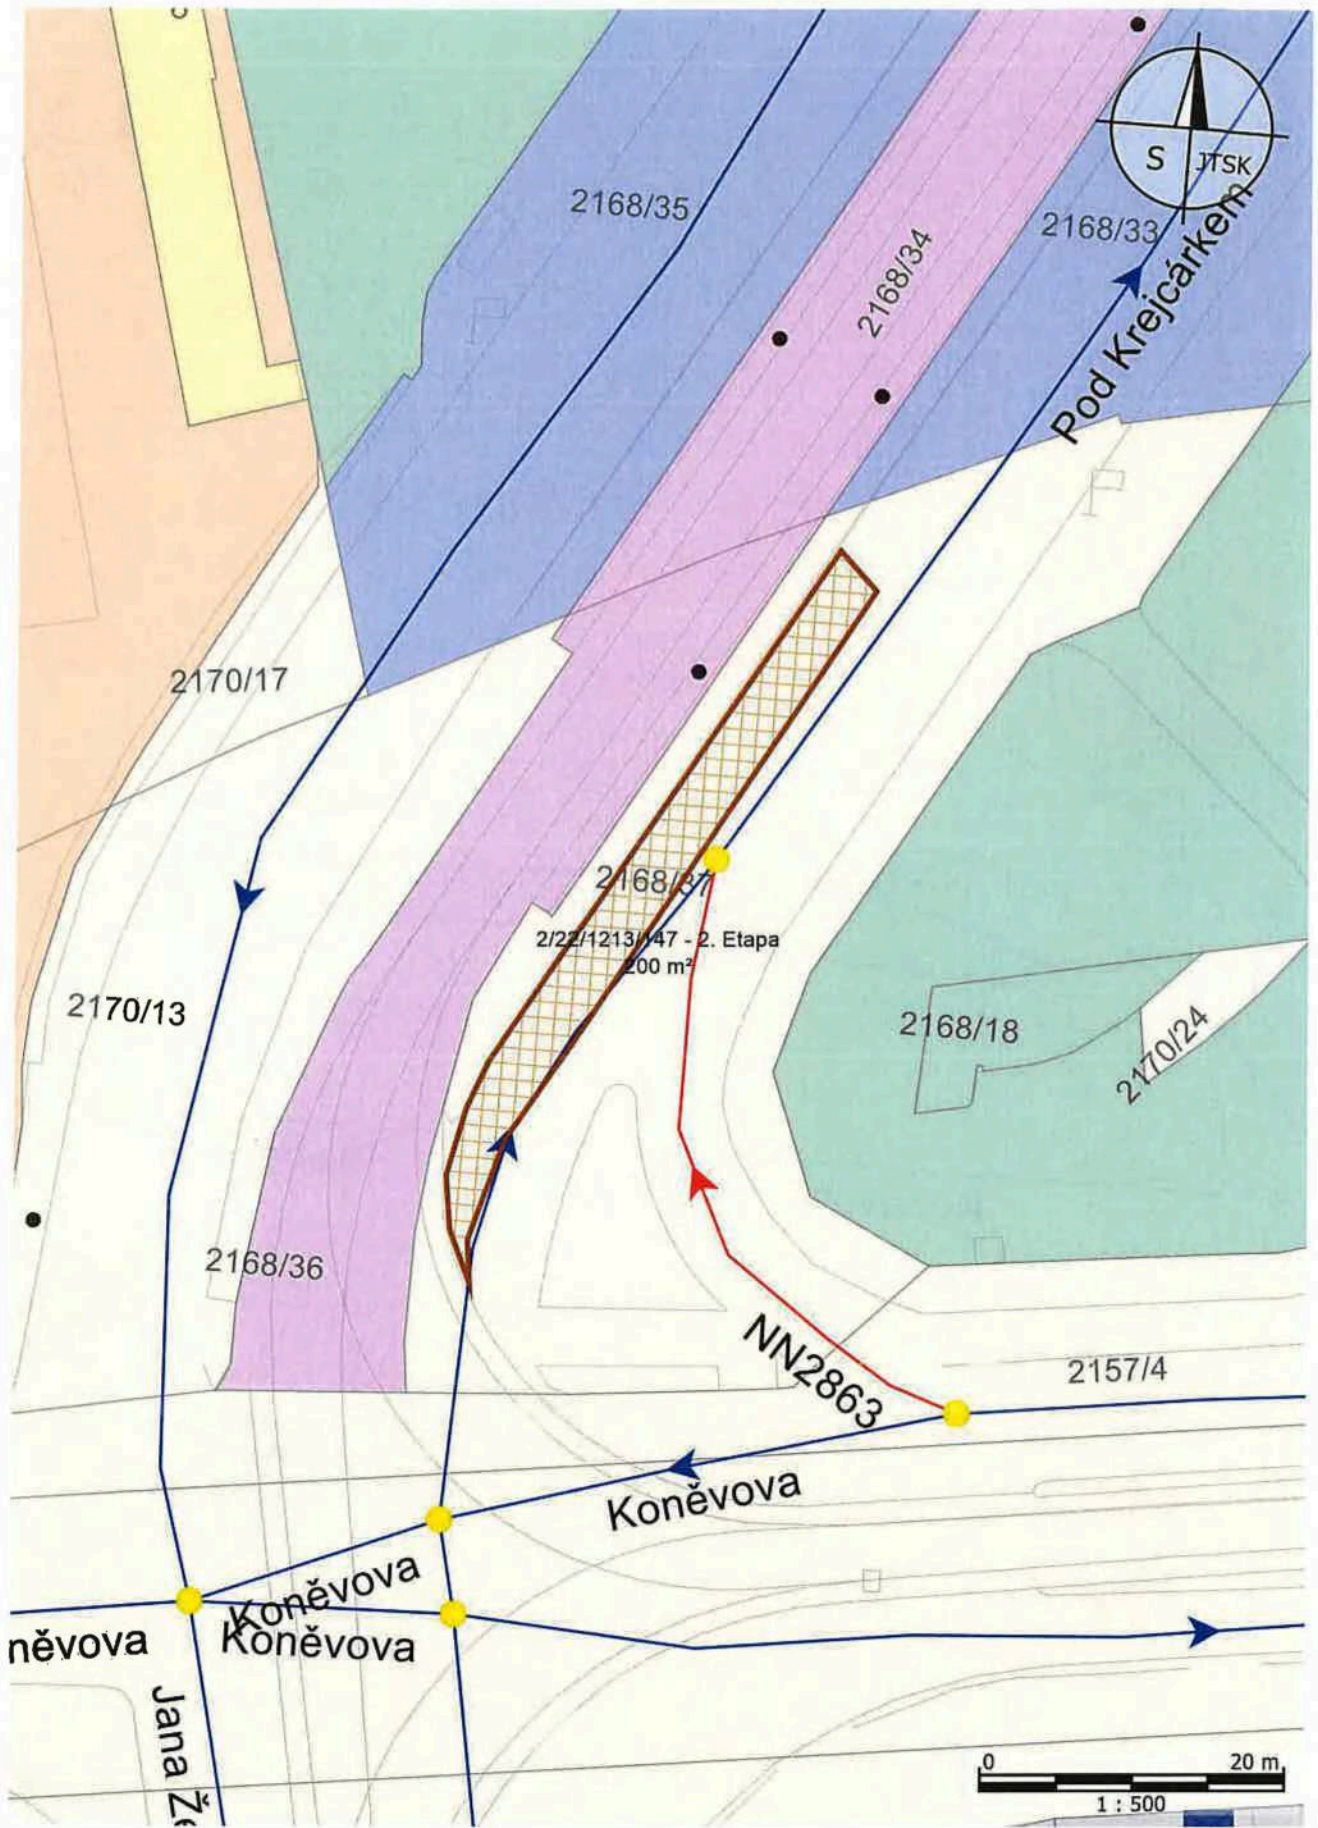 S JTSK
2168/35
2168/33
2168/34
Pod Krejcárkem
2170/17
2168/37
2/22/1213/147 - 2. Etapa
200 m²
2170/13
2168/18
2170/24
2168/36
NN2863
2157/4
Koněvova
Koněvova
Koněvova
něvova
Jana Že
0 20 m
1 : 500